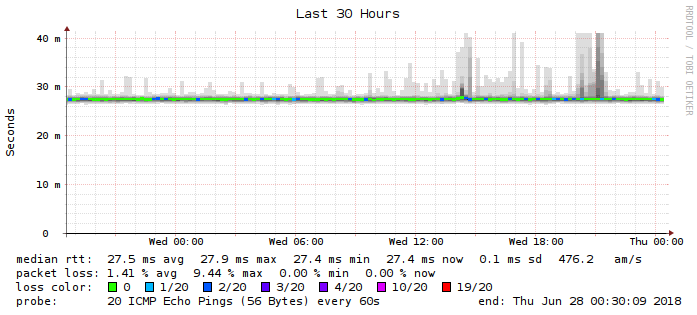 Last 30 Hours
RRDTOOL / TOBI OETIKER
40 m
30 m
20 m
10 m
0
Seconds
Wed 00:00 Wed 06:00 Wed 12:00 Wed 18:00 Thu 00:00
median rtt: 27.5 ms avg 27.9 ms max 27.4 ms min 27.4 ms now 0.1 ms sd 476.2 am/s
packet loss: 1.41 % avg 9.44 % max 0.00 % min 0.00 % now
loss color: 0 1/20 2/20 3/20 4/20 10/20 19/20
probe: 20 ICMP Echo Pings (56 Bytes) every 60s end: Thu Jun 28 00:30:09 2018